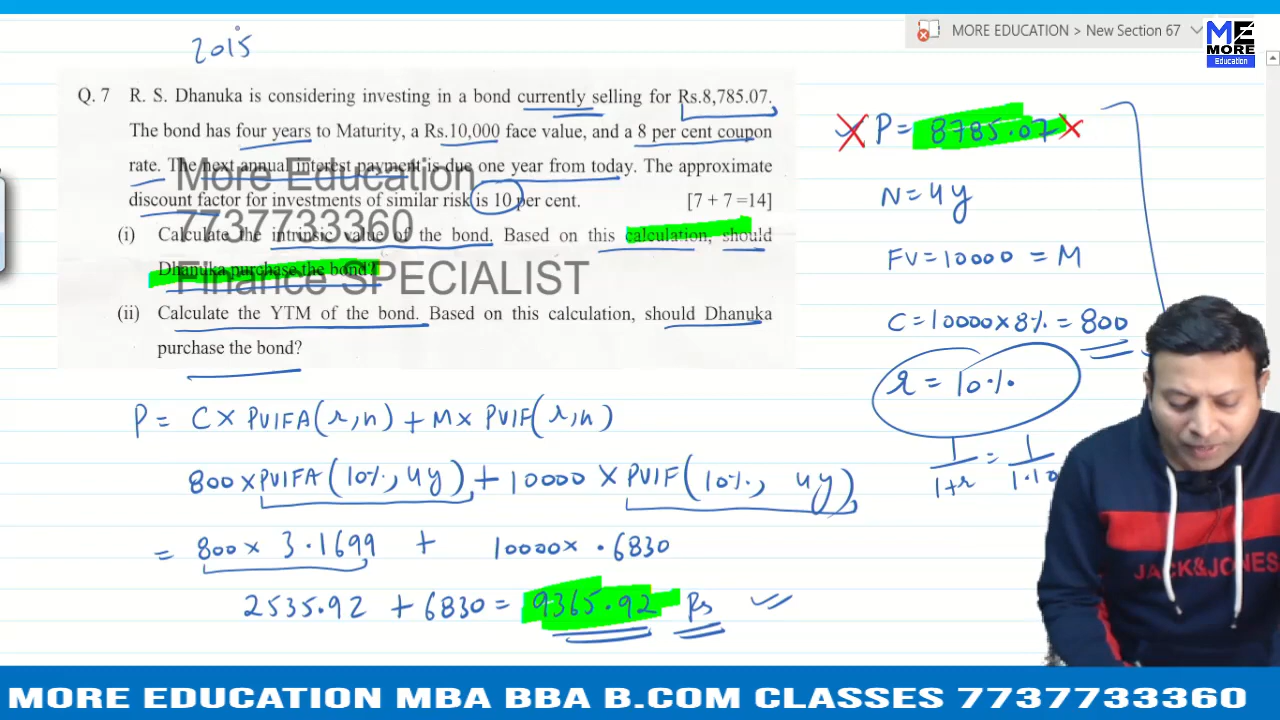 MORE EDUCATION > New Section 67
ME
MORE
Education
2015
Q. 7 R. S. Dhanuka is considering investing in a bond currently selling for Rs.8,785.07.
The bond has four years to Maturity, a Rs.10,000 face value, and a 8 per cent coupon
rate. The next annual interest payment is due one year from today. The approximate
discount factor for investments of similar risk is 10 per cent. [7 + 7 =14]
(i) Calculate the intrinsic value of the bond. Based on this calculation, should
Dhanuka purchase the bond?
(ii) Calculate the YTM of the bond. Based on this calculation, should Dhanuka
purchase the bond?
More Education
7737733360
Finance SPECIALIST
P = 8785.07
N = 4y
FV = 10000 = M
C = 10000 x 8% = 800
r = 10%
1/1+r = 1/1.10
P = C x PVIFA (r,n) + M x PVIF (r,n)
800 x PVIFA (10%, 4y) + 10000 x PVIF (10%, 4y)
= 800 x 3.1699 + 10000 x .6830
2535.92 + 6830 = 9365.92 Rs
JACK&JONES
MORE EDUCATION MBA BBA B.COM CLASSES 7737733360